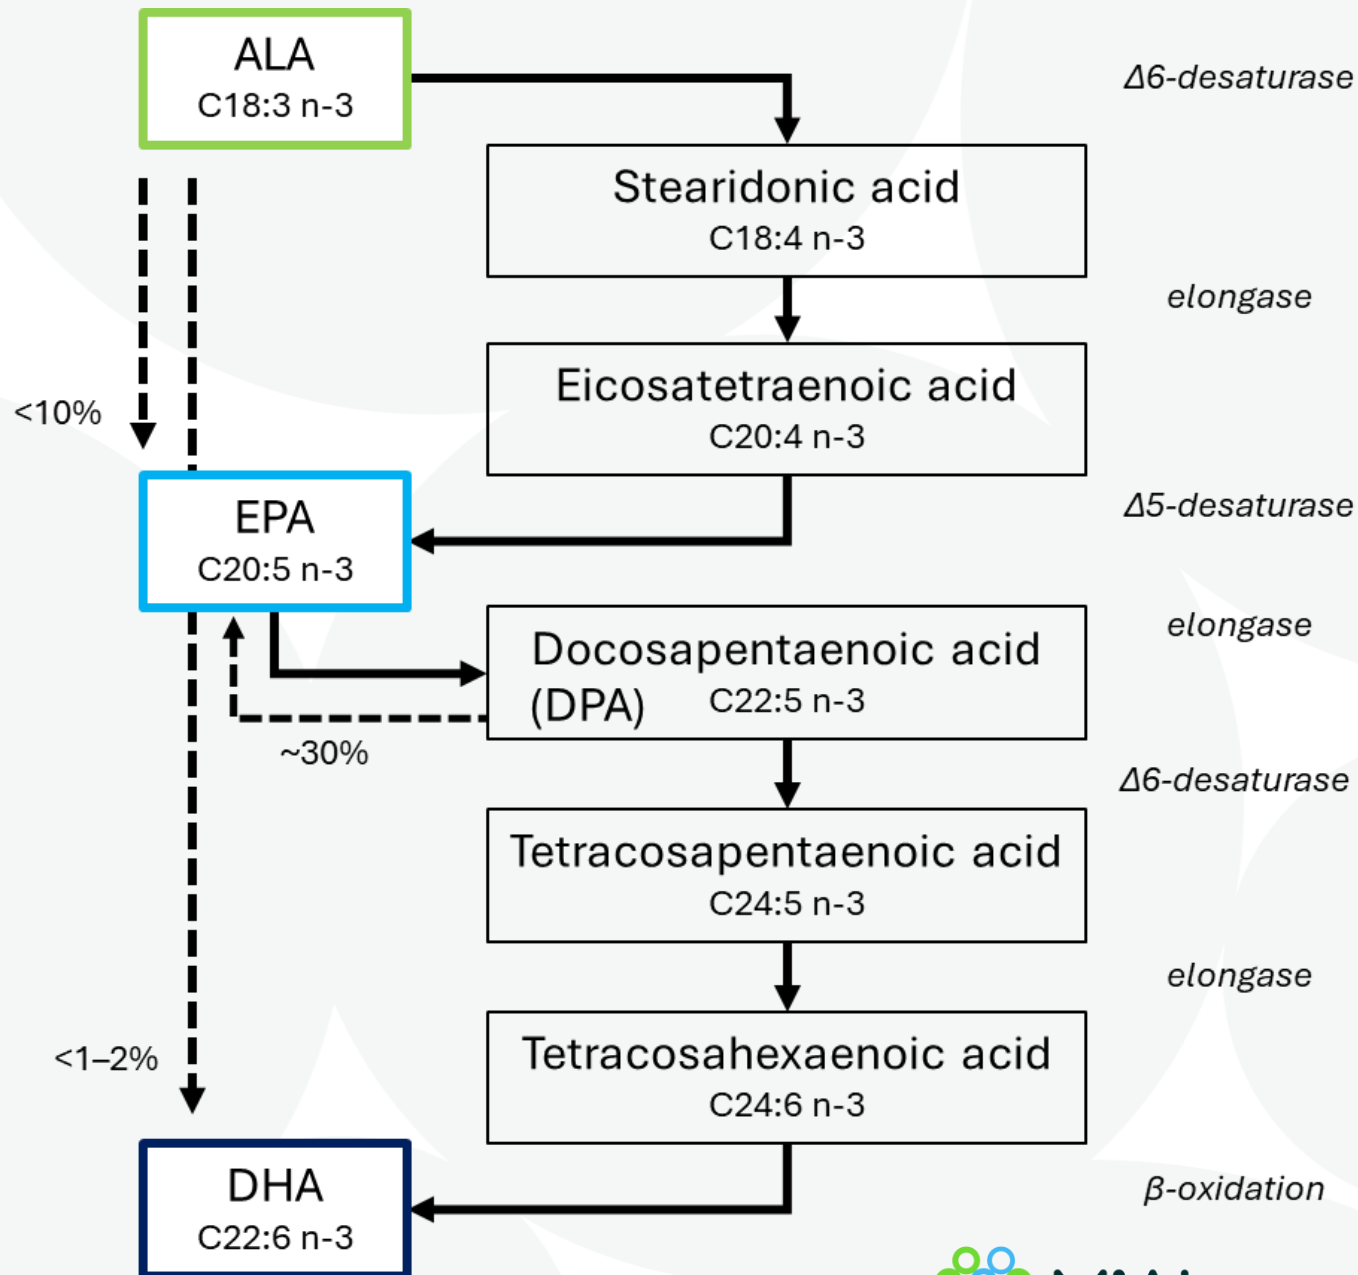 ALA
C18:3 n-3
Δ6-desaturase
Stearidonic acid
C18:4 n-3
elongase
Eicosatetraenoic acid
C20:4 n-3
<10%
Δ5-desaturase
EPA
C20:5 n-3
elongase
Docosapentaenoic acid
(DPA) C22:5 n-3
~30%
Δ6-desaturase
Tetracosapentaenoic acid
C24:5 n-3
elongase
Tetracosahexaenoic acid
C24:6 n-3
<1–2%
DHA
C22:6 n-3
β-oxidation